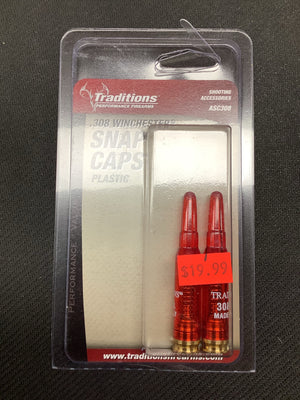 Traditions
PERFORMANCE FIREARMS
SHOOTING
ACCESSORIES
ASC308
.308 WINCHESTER
SNAP
CAPS
PLASTIC
$19.99
TRAD
308
MADE
PERFORMANCE
www.traditionsfirearms.com